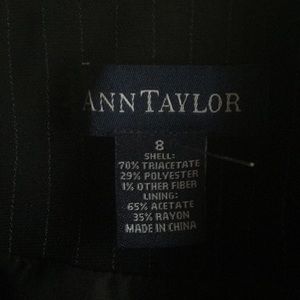 ANN TAYLOR
8
SHELL:
70% TRIACETATE
29% POLYESTER
1% OTHER FIBER
LINING:
65% ACETATE
35% RAYON
MADE IN CHINA